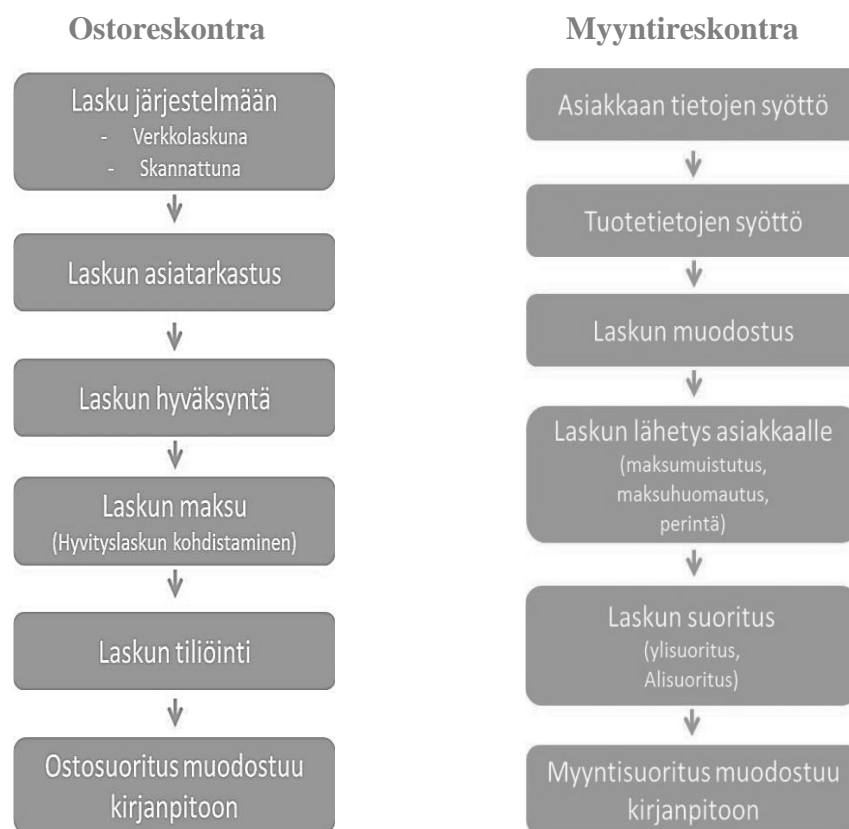 Ostoreskontra
Lasku järjestelmään
- Verkkolaskuna
- Skannattuna
Laskun asiatarkastus
Laskun hyväksyntä
Laskun maksu
(Hyvityslaskun kohdistaminen)
Laskun tiliöinti
Ostosuoritus muodostuu
kirjanpitoon
Myyntireskontra
Asiakkaan tietojen syöttö
Tuotetietojen syöttö
Laskun muodostus
Laskun lähetys asiakkaalle
(maksumuistutus,
maksuhuomautus,
perintä)
Laskun suoritus
(ylisuoritus,
Alisuoritus)
Myyntisuoritus muodostuu
kirjanpitoon